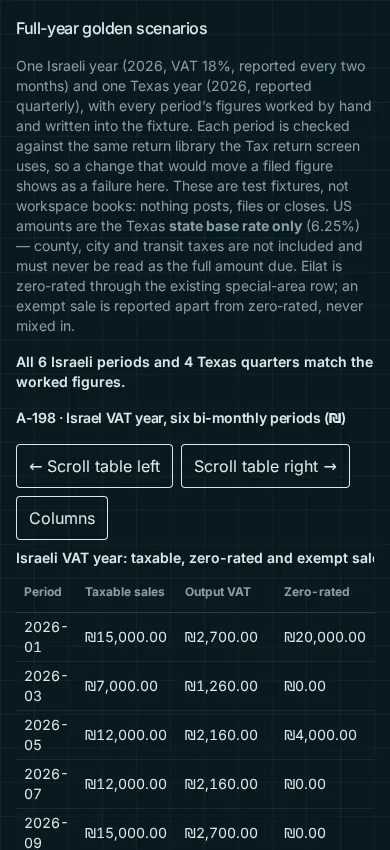 Full-year golden scenarios
One Israeli year (2026, VAT 18%, reported every two
months) and one Texas year (2026, reported
quarterly), with every period's figures worked by hand
and written into the fixture. Each period is checked
against the same return library the Tax return screen
uses, so a change that would move a filed figure
shows as a failure here. These are test fixtures, not
workspace books: nothing posts, files or closes. US
amounts are the Texas state base rate only (6.25%)
— county, city and transit taxes are not included and
must never be read as the full amount due. Eilat is
zero-rated through the existing special-area row; an
exempt sale is reported apart from zero-rated, never
mixed in.
All 6 Israeli periods and 4 Texas quarters match the
worked figures.
A-198 · Israel VAT year, six bi-monthly periods (₪)
← Scroll table left Scroll table right →
Columns
Israeli VAT year: taxable, zero-rated and exempt sale
Period Taxable sales Output VAT Zero-rated
2026-
01 ₪15,000.00 ₪2,700.00 ₪20,000.00
2026-
03 ₪7,000.00 ₪1,260.00 ₪0.00
2026-
05 ₪12,000.00 ₪2,160.00 ₪4,000.00
2026-
07 ₪12,000.00 ₪2,160.00 ₪0.00
2026-
09 ₪15,000.00 ₪2,700.00 ₪0.00